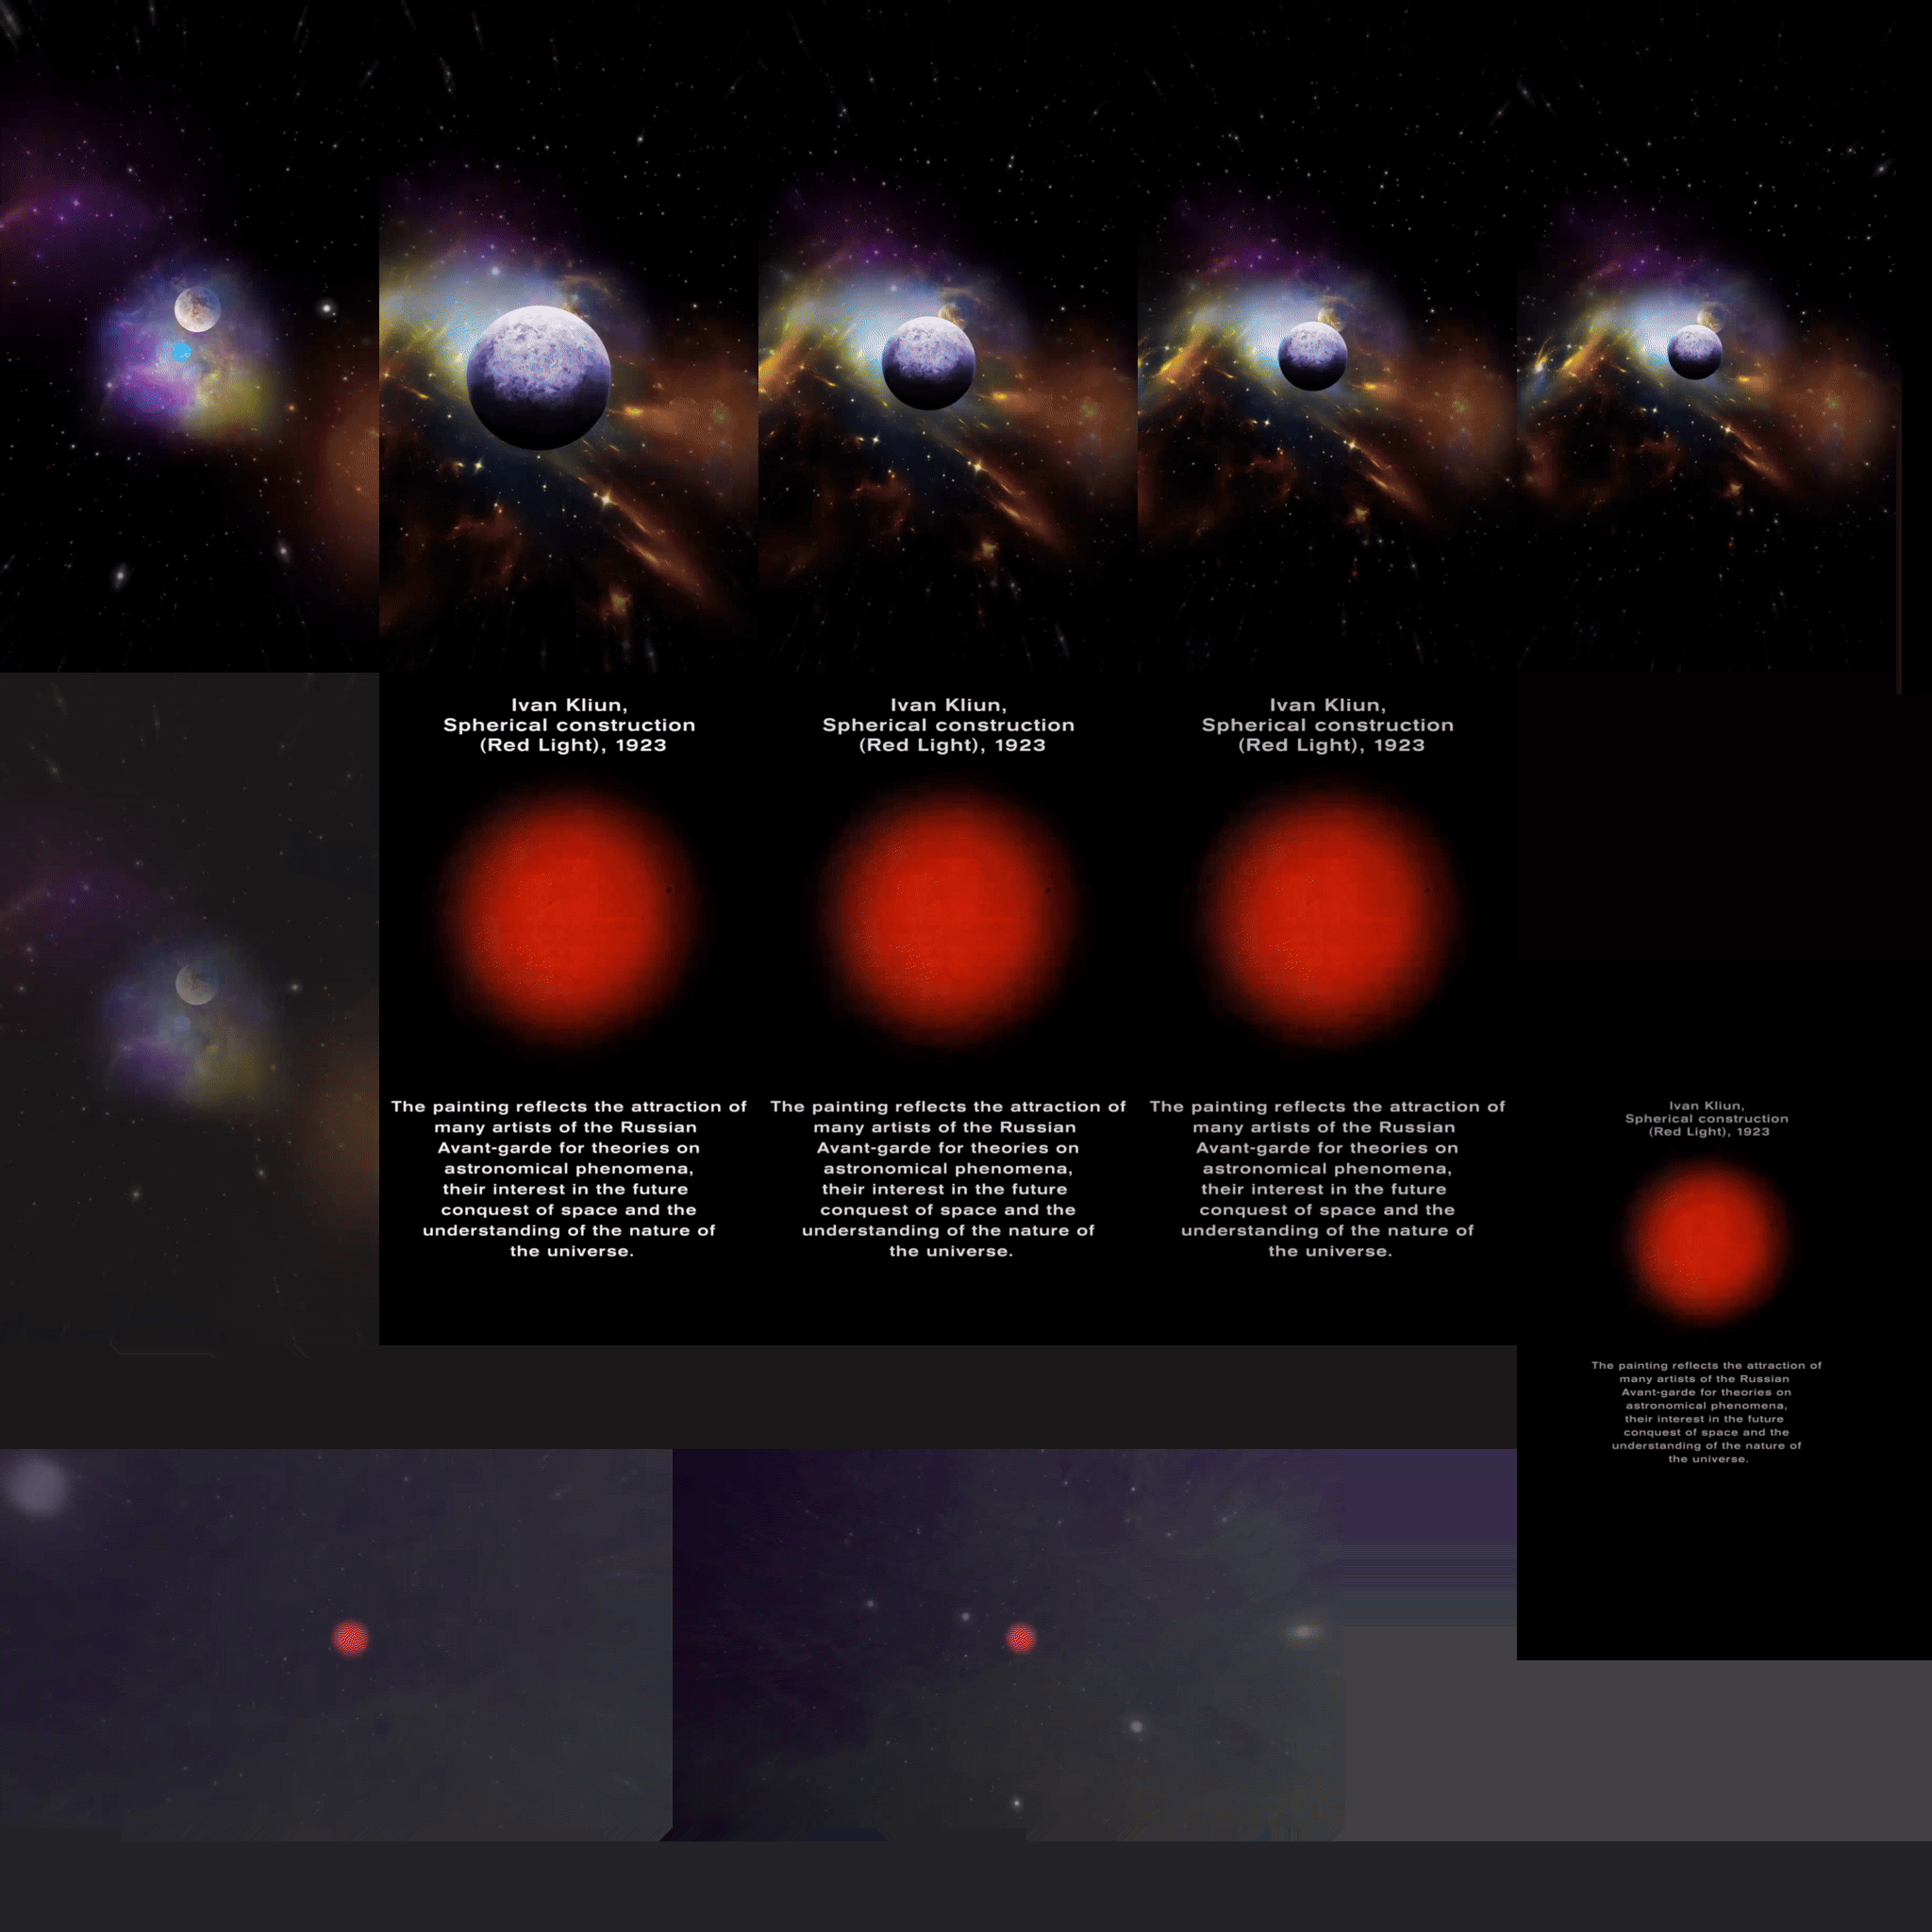 Ivan Kliun,
Spherical construction
(Red Light), 1923
The painting reflects the attraction of
many artists of the Russian
Avant-garde for theories on
astronomical phenomena,
their interest in the future
conquest of space and the
understanding of the nature of
the universe.
Ivan Kliun,
Spherical construction
(Red Light), 1923
The painting reflects the attraction of
many artists of the Russian
Avant-garde for theories on
astronomical phenomena,
their interest in the future
conquest of space and the
understanding of the nature of
the universe.
Ivan Kliun,
Spherical construction
(Red Light), 1923
The painting reflects the attraction of
many artists of the Russian
Avant-garde for theories on
astronomical phenomena,
their interest in the future
conquest of space and the
understanding of the nature of
the universe.
Ivan Kliun,
Spherical construction
(Red Light), 1923
The painting reflects the attraction of
many artists of the Russian
Avant-garde for theories on
astronomical phenomena,
their interest in the future
conquest of space and the
understanding of the nature of
the universe.